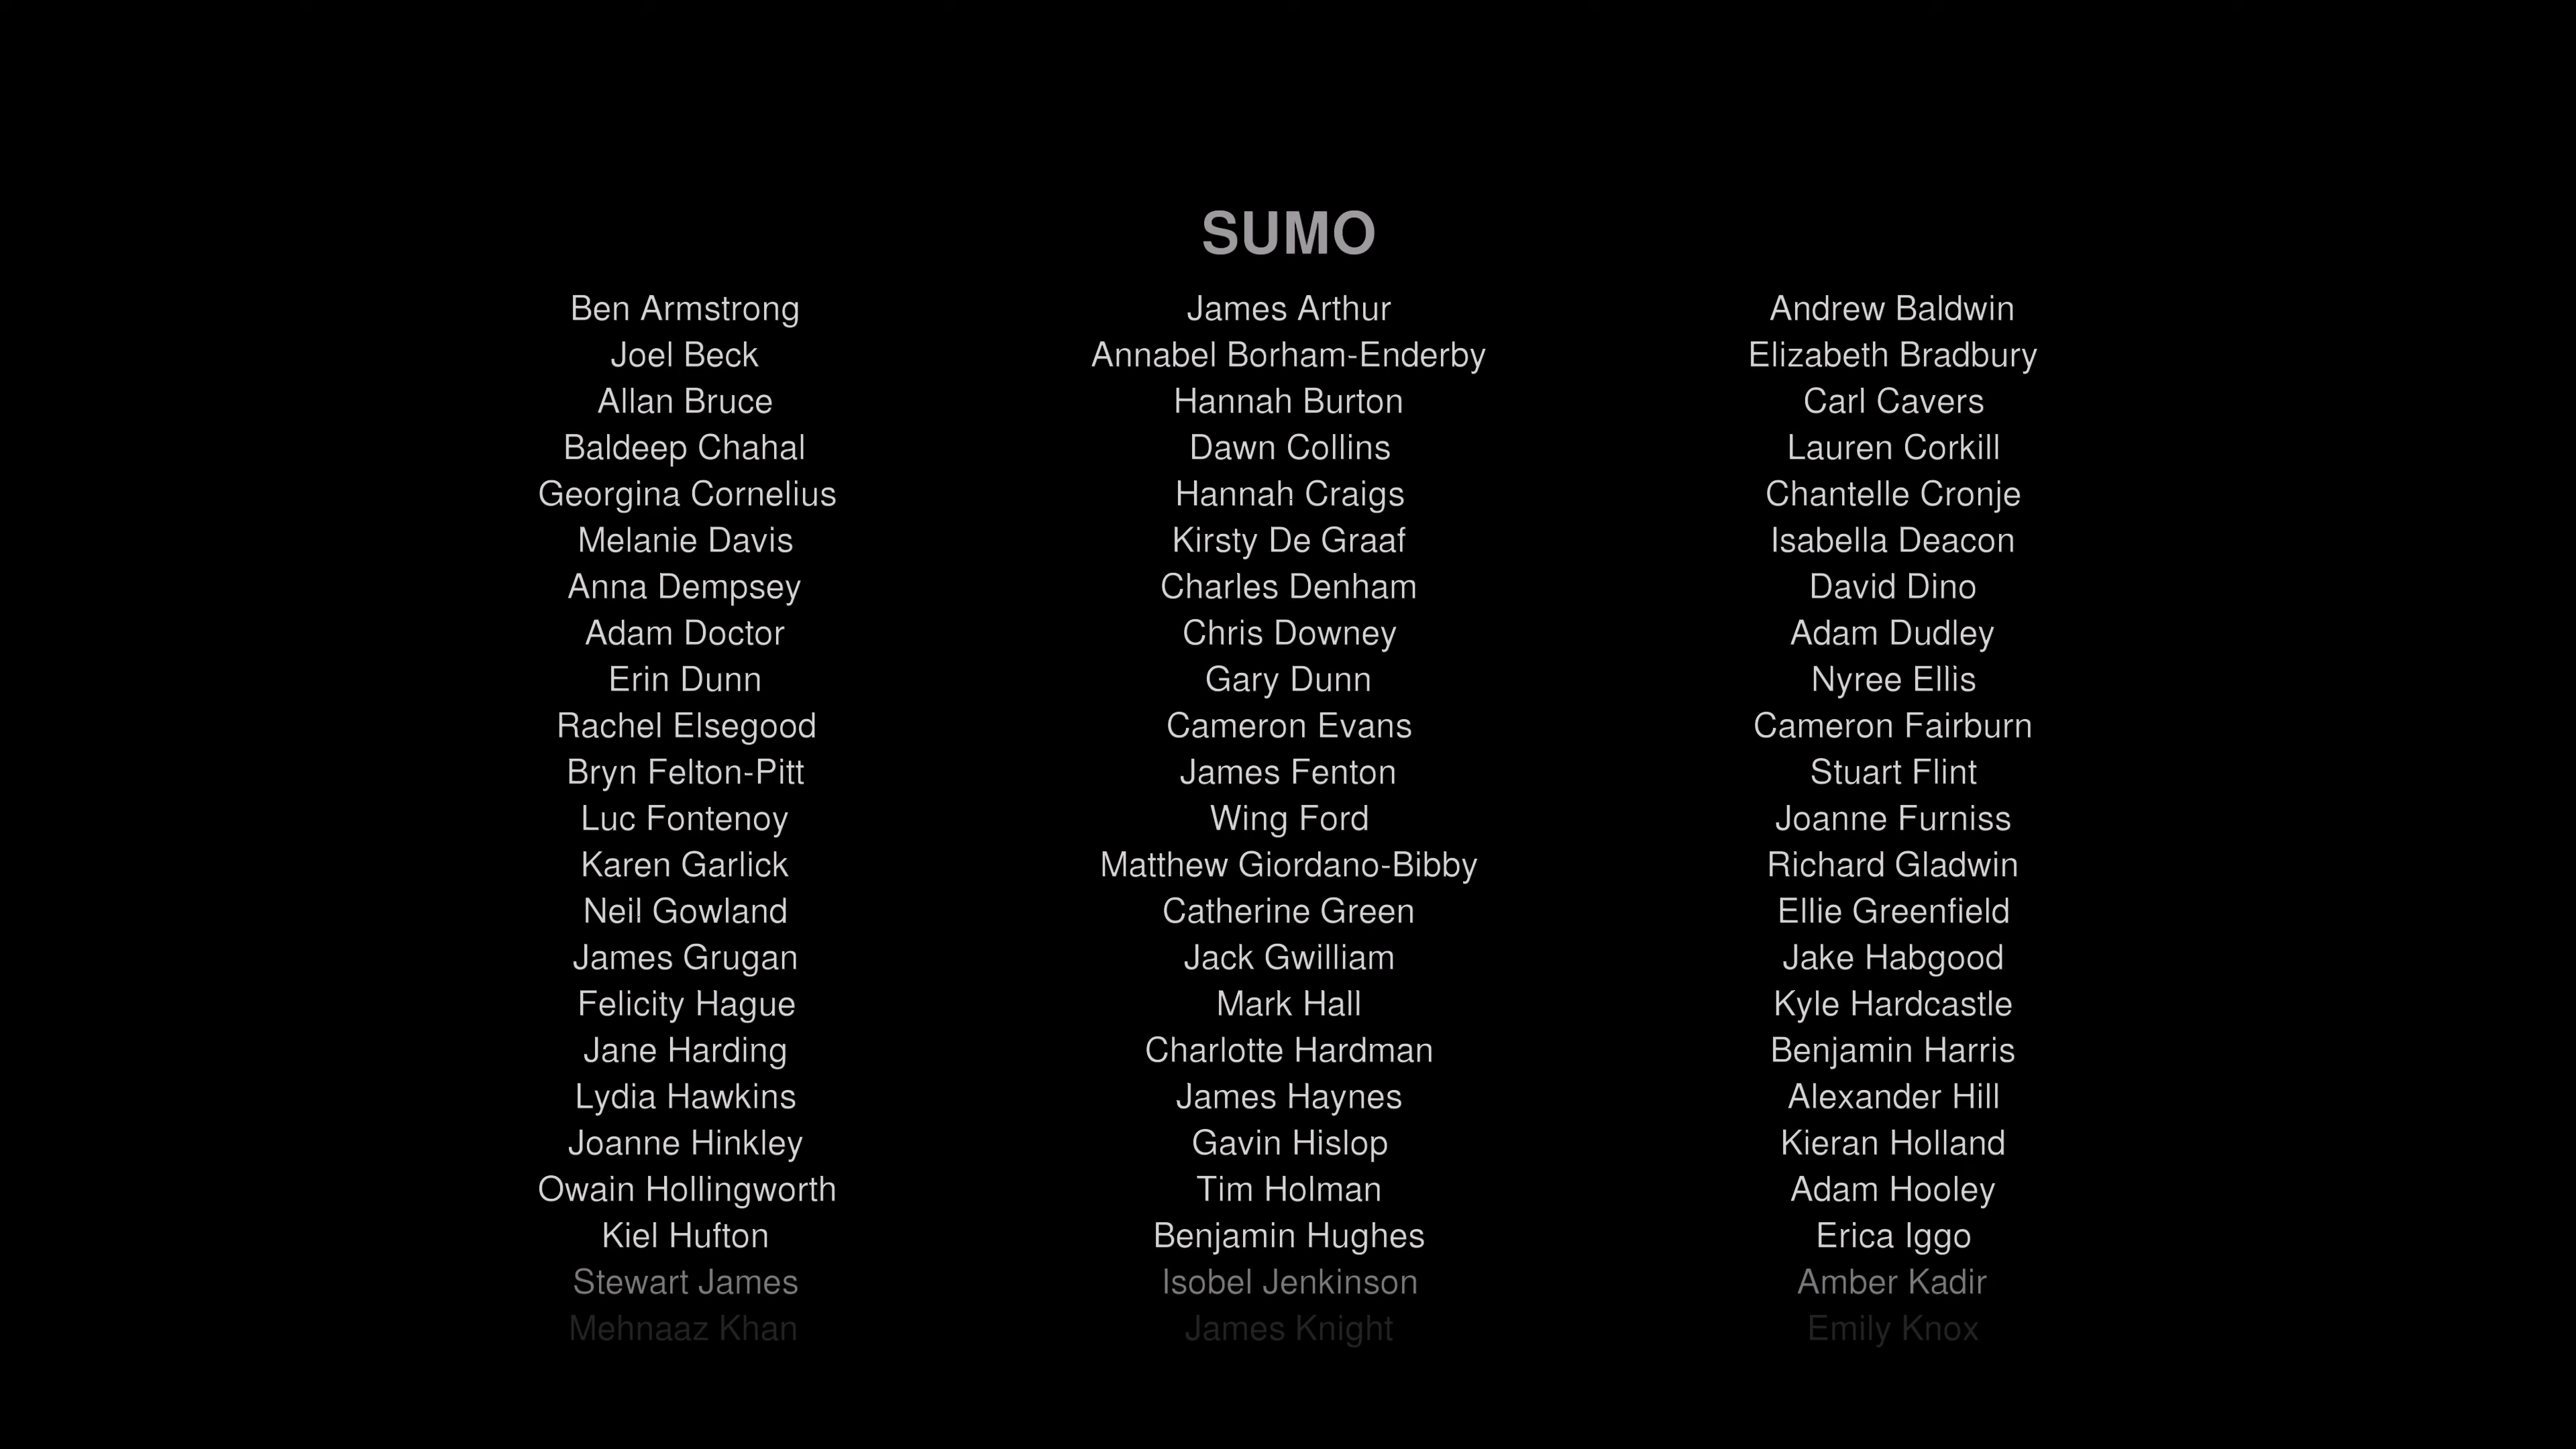 SUMO
Ben Armstrong James Arthur Andrew Baldwin
Joel Beck Annabel Borham-Enderby Elizabeth Bradbury
Allan Bruce Hannah Burton Carl Cavers
Baldeep Chahal Dawn Collins Lauren Corkill
Georgina Cornelius Hannah Craigs Chantelle Cronje
Melanie Davis Kirsty De Graaf Isabella Deacon
Anna Dempsey Charles Denham David Dino
Adam Doctor Chris Downey Adam Dudley
Erin Dunn Gary Dunn Nyree Ellis
Rachel Elsegood Cameron Evans Cameron Fairburn
Bryn Felton-Pitt James Fenton Stuart Flint
Luc Fontenoy Wing Ford Joanne Furniss
Karen Garlick Matthew Giordano-Bibby Richard Gladwin
Neil Gowland Catherine Green Ellie Greenfield
James Grugan Jack Gwilliam Jake Habgood
Felicity Hague Mark Hall Kyle Hardcastle
Jane Harding Charlotte Hardman Benjamin Harris
Lydia Hawkins James Haynes Alexander Hill
Joanne Hinkley Gavin Hislop Kieran Holland
Owain Hollingworth Tim Holman Adam Hooley
Kiel Hufton Benjamin Hughes Erica Iggo
Stewart James Isobel Jenkinson Amber Kadir
Mehnaaz Khan James Knight Emily Knox